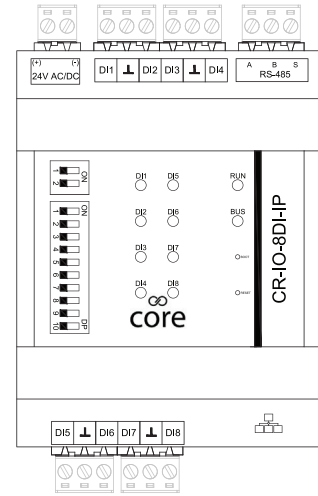 (+) (-)
24V AC/DC
DI1 ⊥ DI2 DI3 ⊥ DI4
A B S
RS-485
ON
1
2
ON
1
2
3
4
5
6
7
8
9
10
DIP
DI1 DI5 RUN
DI2 DI6 BUS
DI3 DI7
DI4 DI8 RESET
core
CR-IO-8DI-IP
DI5 ⊥ DI6 DI7 ⊥ DI8